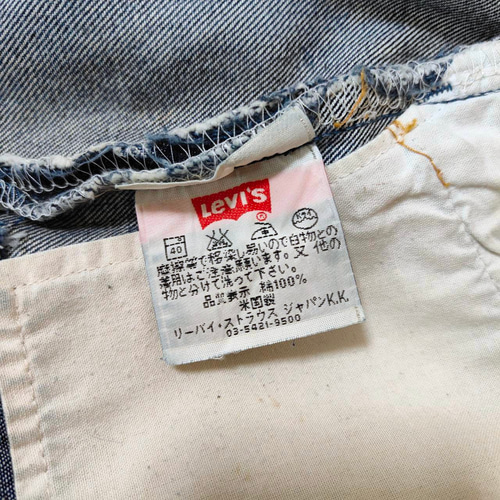 Levi's
®
40
摩擦等で移染し易いので白物との
着用はご注意願います。又 他の
物と分けて洗って下さい。
品質表示 綿100%
米国製
リーバイ・ストラウス ジャパンK.K.
03-5421-9500